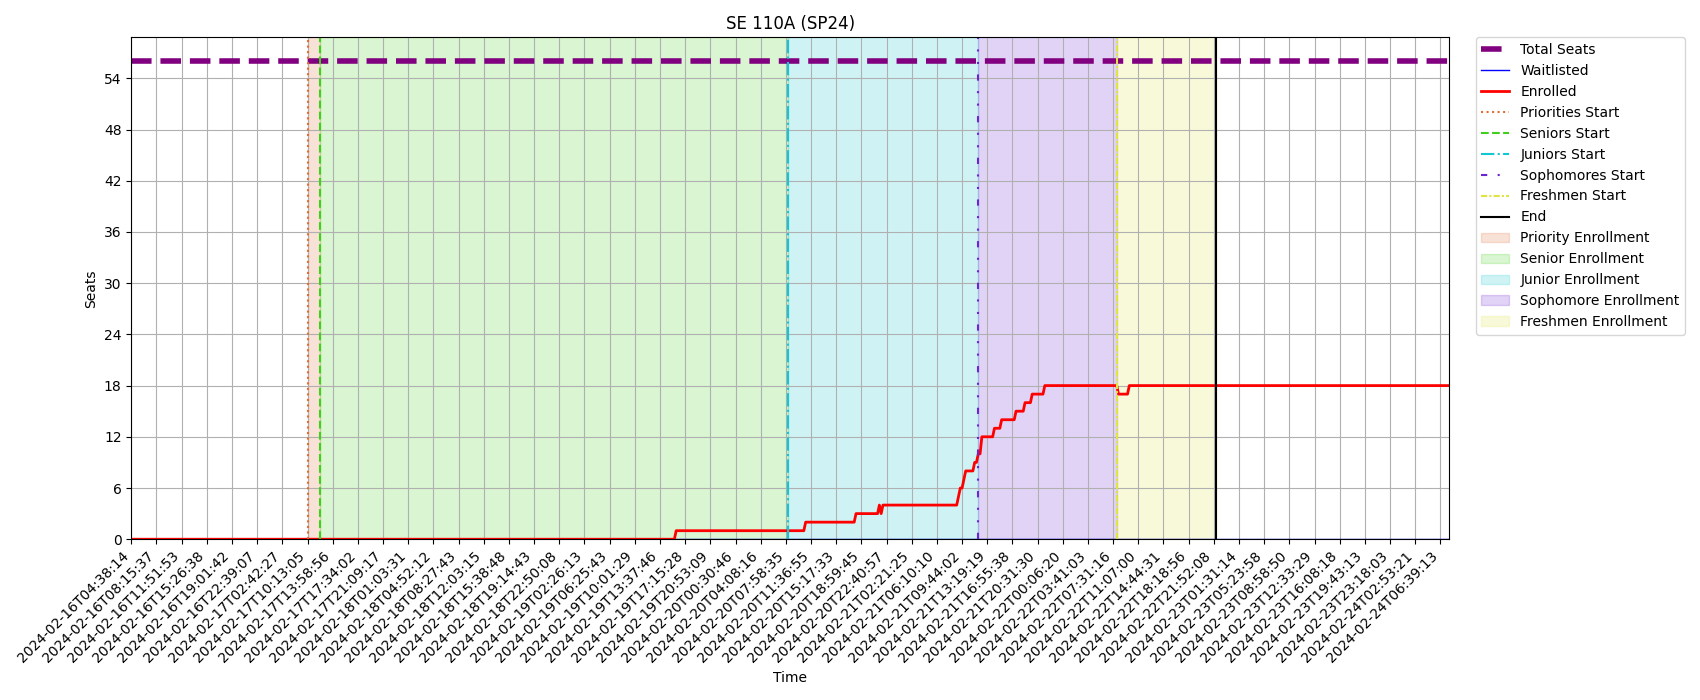 SE 110A (SP24)
Seats
54
48
42
36
30
24
18
12
6
0
2024-02-16T04:38:14
2024-02-16T08:15:37
2024-02-16T11:51:53
2024-02-16T15:26:38
2024-02-16T19:01:42
2024-02-16T22:39:07
2024-02-17T02:42:27
2024-02-17T10:13:05
2024-02-17T13:58:56
2024-02-17T17:34:02
2024-02-17T21:09:17
2024-02-18T01:03:31
2024-02-18T04:52:12
2024-02-18T08:27:43
2024-02-18T12:03:15
2024-02-18T15:38:48
2024-02-18T19:14:43
2024-02-18T22:50:08
2024-02-19T02:26:13
2024-02-19T06:25:43
2024-02-19T10:01:29
2024-02-19T13:37:46
2024-02-19T17:15:28
2024-02-19T20:53:09
2024-02-20T00:30:46
2024-02-20T04:08:16
2024-02-20T07:58:35
2024-02-20T11:36:55
2024-02-20T15:17:33
2024-02-20T18:59:45
2024-02-20T22:40:57
2024-02-21T02:21:25
2024-02-21T06:10:10
2024-02-21T09:44:02
2024-02-21T13:19:19
2024-02-21T16:55:38
2024-02-21T20:31:30
2024-02-22T00:06:20
2024-02-22T03:41:03
2024-02-22T07:31:16
2024-02-22T11:07:00
2024-02-22T14:44:31
2024-02-22T18:18:56
2024-02-22T21:52:08
2024-02-23T01:31:14
2024-02-23T05:23:58
2024-02-23T08:58:50
2024-02-23T12:33:29
2024-02-23T16:08:18
2024-02-23T19:43:13
2024-02-23T23:18:03
2024-02-24T02:53:21
2024-02-24T06:39:13
Time
Total Seats
Waitlisted
Enrolled
Priorities Start
Seniors Start
Juniors Start
Sophomores Start
Freshmen Start
End
Priority Enrollment
Senior Enrollment
Junior Enrollment
Sophomore Enrollment
Freshmen Enrollment